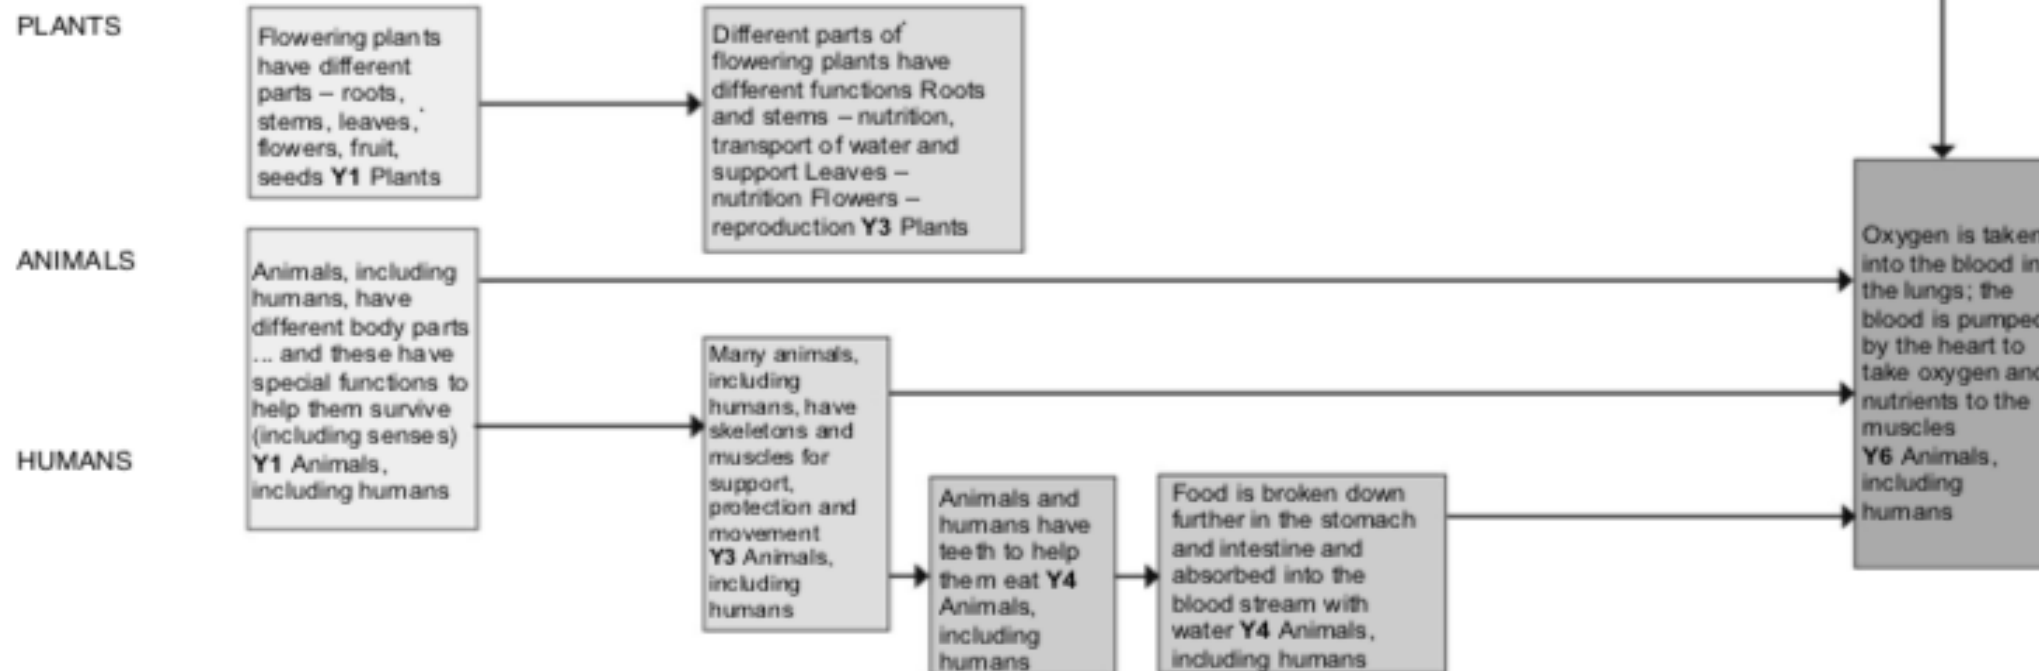 PLANTS
Flowering plants
have different
parts – roots,
stems, leaves,
flowers, fruit,
seeds Y1 Plants
Different parts of
flowering plants have
different functions Roots
and stems – nutrition,
transport of water and
support Leaves –
nutrition Flowers –
reproduction Y3 Plants
ANIMALS
Animals, including
humans, have
different body parts
... and these have
special functions to
help them survive
(including senses)
Y1 Animals,
including humans
HUMANS
Many animals,
including
humans, have
skeletons and
muscles for
support,
protection and
movement
Y3 Animals,
including
humans
Animals and
humans have
teeth to help
them eat Y4
Animals,
including
humans
Food is broken down
further in the stomach
and intestine and
absorbed into the
blood stream with
water Y4 Animals,
including humans
Oxygen is taken
into the blood in
the lungs; the
blood is pumped
by the heart to
take oxygen and
nutrients to the
muscles
Y6 Animals,
including
humans